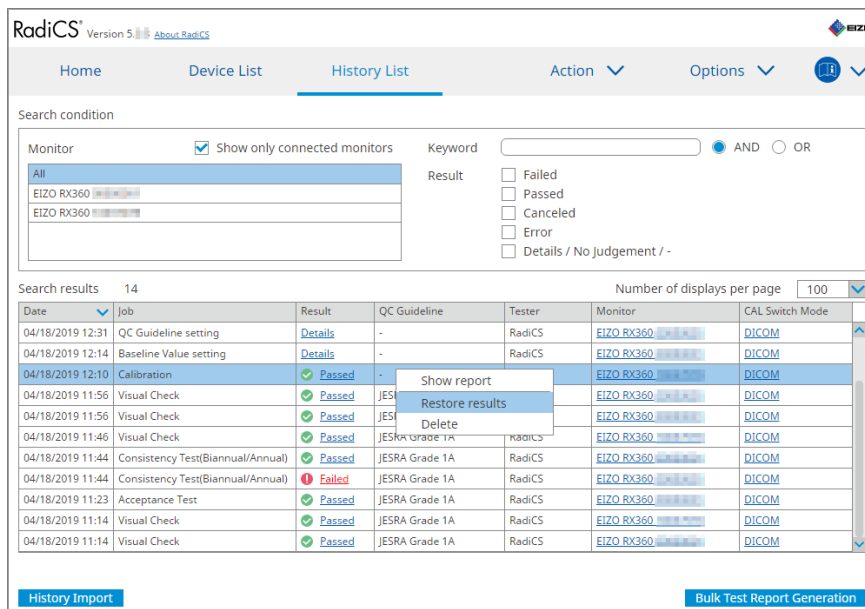 RadiCS® Version 5. About RadiCS EIZO
Home Device List History List Action Options
Search condition
Monitor Show only connected monitors Keyword AND OR
All Result Failed
EIZO RX360 Passed
EIZO RX360 Canceled
Error
Details / No Judgement / -
Search results 14 Number of displays per page 100
Date Job Result QC Guideline Tester Monitor CAL Switch Mode
04/18/2019 12:31 QC Guideline setting Details - RadiCS EIZO RX360 DICOM
04/18/2019 12:14 Baseline Value setting Details - RadiCS EIZO RX360 DICOM
04/18/2019 12:10 Calibration Passed - EIZO RX360 DICOM
Show report
04/18/2019 11:56 Visual Check Passed EIZO RX360 DICOM
Restore results
04/18/2019 11:56 Visual Check Passed EIZO RX360 DICOM
Delete
04/18/2019 11:46 Visual Check Passed JESRA Grade 1A RadiCS EIZO RX360 DICOM
04/18/2019 11:44 Consistency Test(Biannual/Annual) Passed JESRA Grade 1A RadiCS EIZO RX360 DICOM
04/18/2019 11:44 Consistency Test(Biannual/Annual) Failed JESRA Grade 1A RadiCS EIZO RX360 DICOM
04/18/2019 11:23 Acceptance Test Passed JESRA Grade 1A RadiCS EIZO RX360 DICOM
04/18/2019 11:14 Visual Check Passed JESRA Grade 1A RadiCS EIZO RX360 DICOM
04/18/2019 11:14 Visual Check Passed JESRA Grade 1A RadiCS EIZO RX360 DICOM
History Import Bulk Test Report Generation